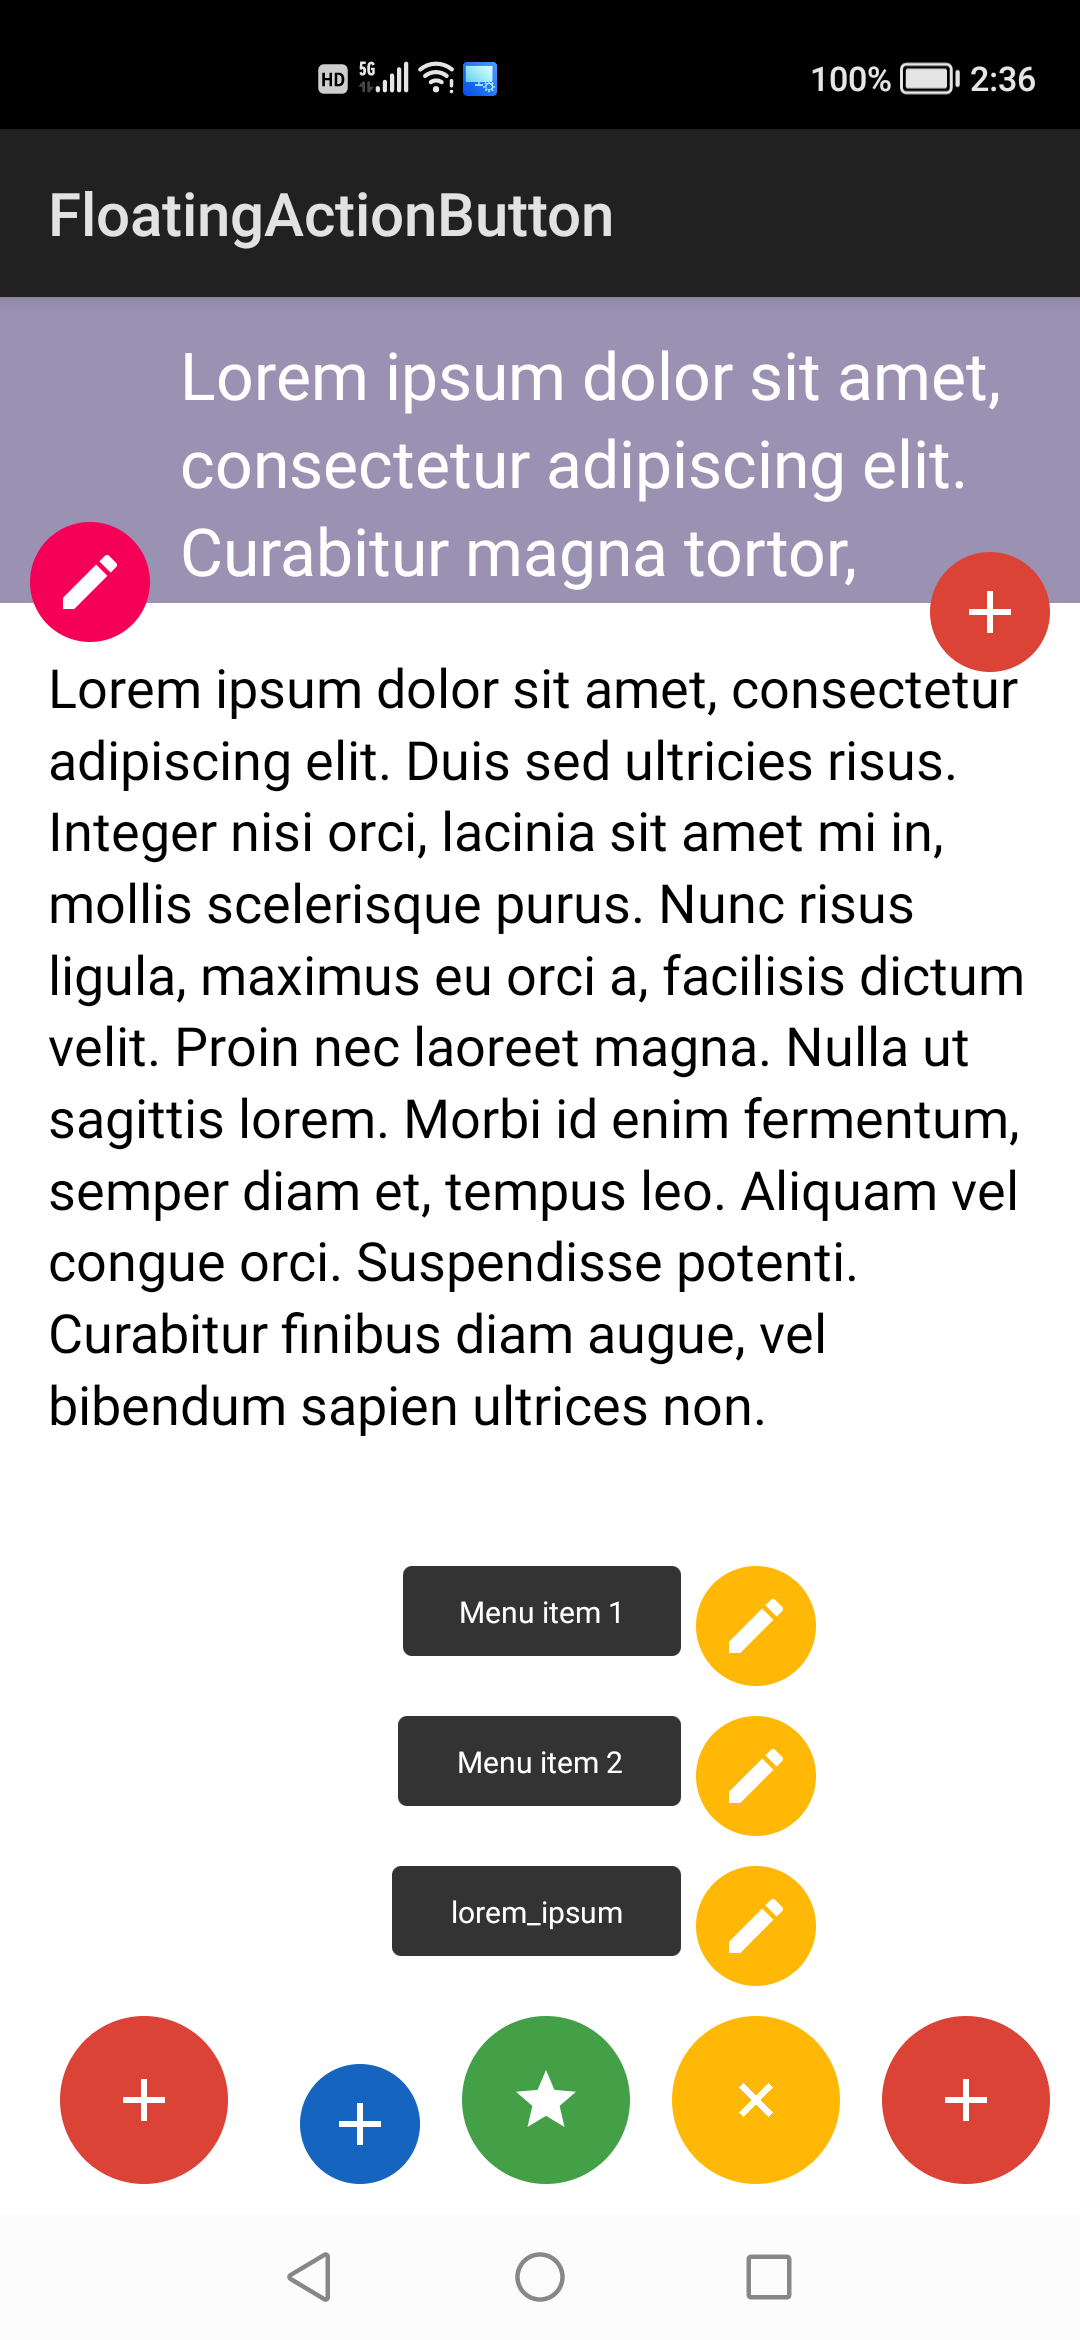 HD 5G 100% 2:36
FloatingActionButton
Lorem ipsum dolor sit amet,
consectetur adipiscing elit.
Curabitur magna tortor,
Lorem ipsum dolor sit amet, consectetur
adipiscing elit. Duis sed ultricies risus.
Integer nisi orci, lacinia sit amet mi in,
mollis scelerisque purus. Nunc risus
ligula, maximus eu orci a, facilisis dictum
velit. Proin nec laoreet magna. Nulla ut
sagittis lorem. Morbi id enim fermentum,
semper diam et, tempus leo. Aliquam vel
congue orci. Suspendisse potenti.
Curabitur finibus diam augue, vel
bibendum sapien ultrices non.
Menu item 1
Menu item 2
lorem_ipsum